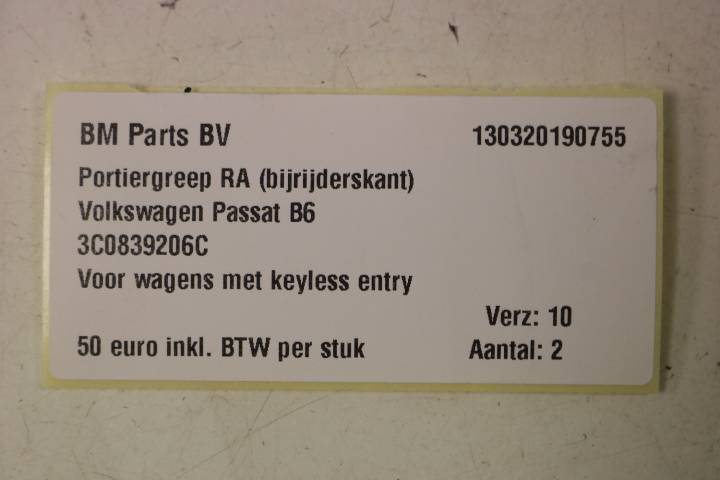 BM Parts BV 130320190755
Portiergreep RA (bijrijderskant)
Volkswagen Passat B6
3C0839206C
Voor wagens met keyless entry
Verz: 10
50 euro inkl. BTW per stuk Aantal: 2